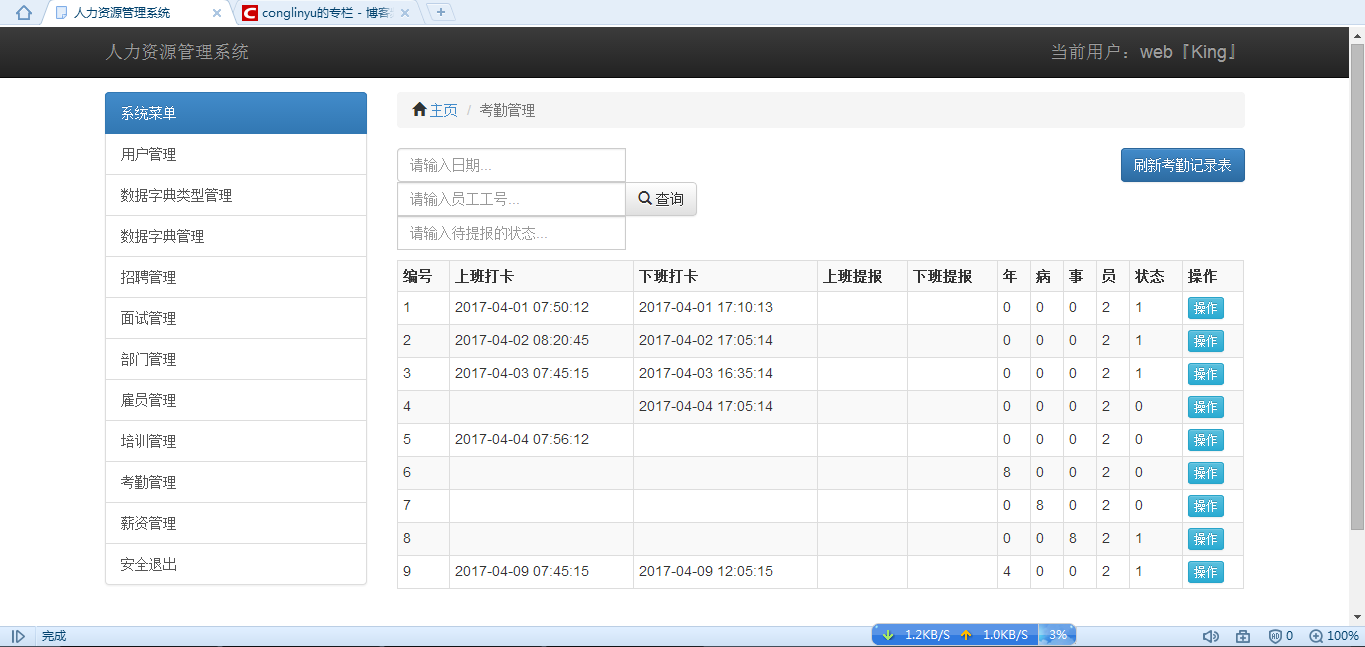 人力资源管理系统
conglinyu的专栏 - 博客
人力资源管理系统
当前用户：web『King』
系统菜单
用户管理
数据字典类型管理
数据字典管理
招聘管理
面试管理
部门管理
雇员管理
培训管理
考勤管理
薪资管理
安全退出
主页 / 考勤管理
请输入日期...
刷新考勤记录表
请输入员工工号...
查询
请输入待提报的状态...
编号 上班打卡 下班打卡 上班提报 下班提报 年 病 事 员 状态 操作
1 2017-04-01 07:50:12 2017-04-01 17:10:13 0 0 0 2 1 操作
2 2017-04-02 08:20:45 2017-04-02 17:05:14 0 0 0 2 1 操作
3 2017-04-03 07:45:15 2017-04-03 16:35:14 0 0 0 2 1 操作
4 2017-04-04 17:05:14 0 0 0 2 0 操作
5 2017-04-04 07:56:12 0 0 0 2 0 操作
6 8 0 0 2 0 操作
7 0 8 0 2 0 操作
8 0 0 8 2 1 操作
9 2017-04-09 07:45:15 2017-04-09 12:05:15 4 0 0 2 1 操作
完成
1.2KB/S 1.0KB/S 3%
0 100%